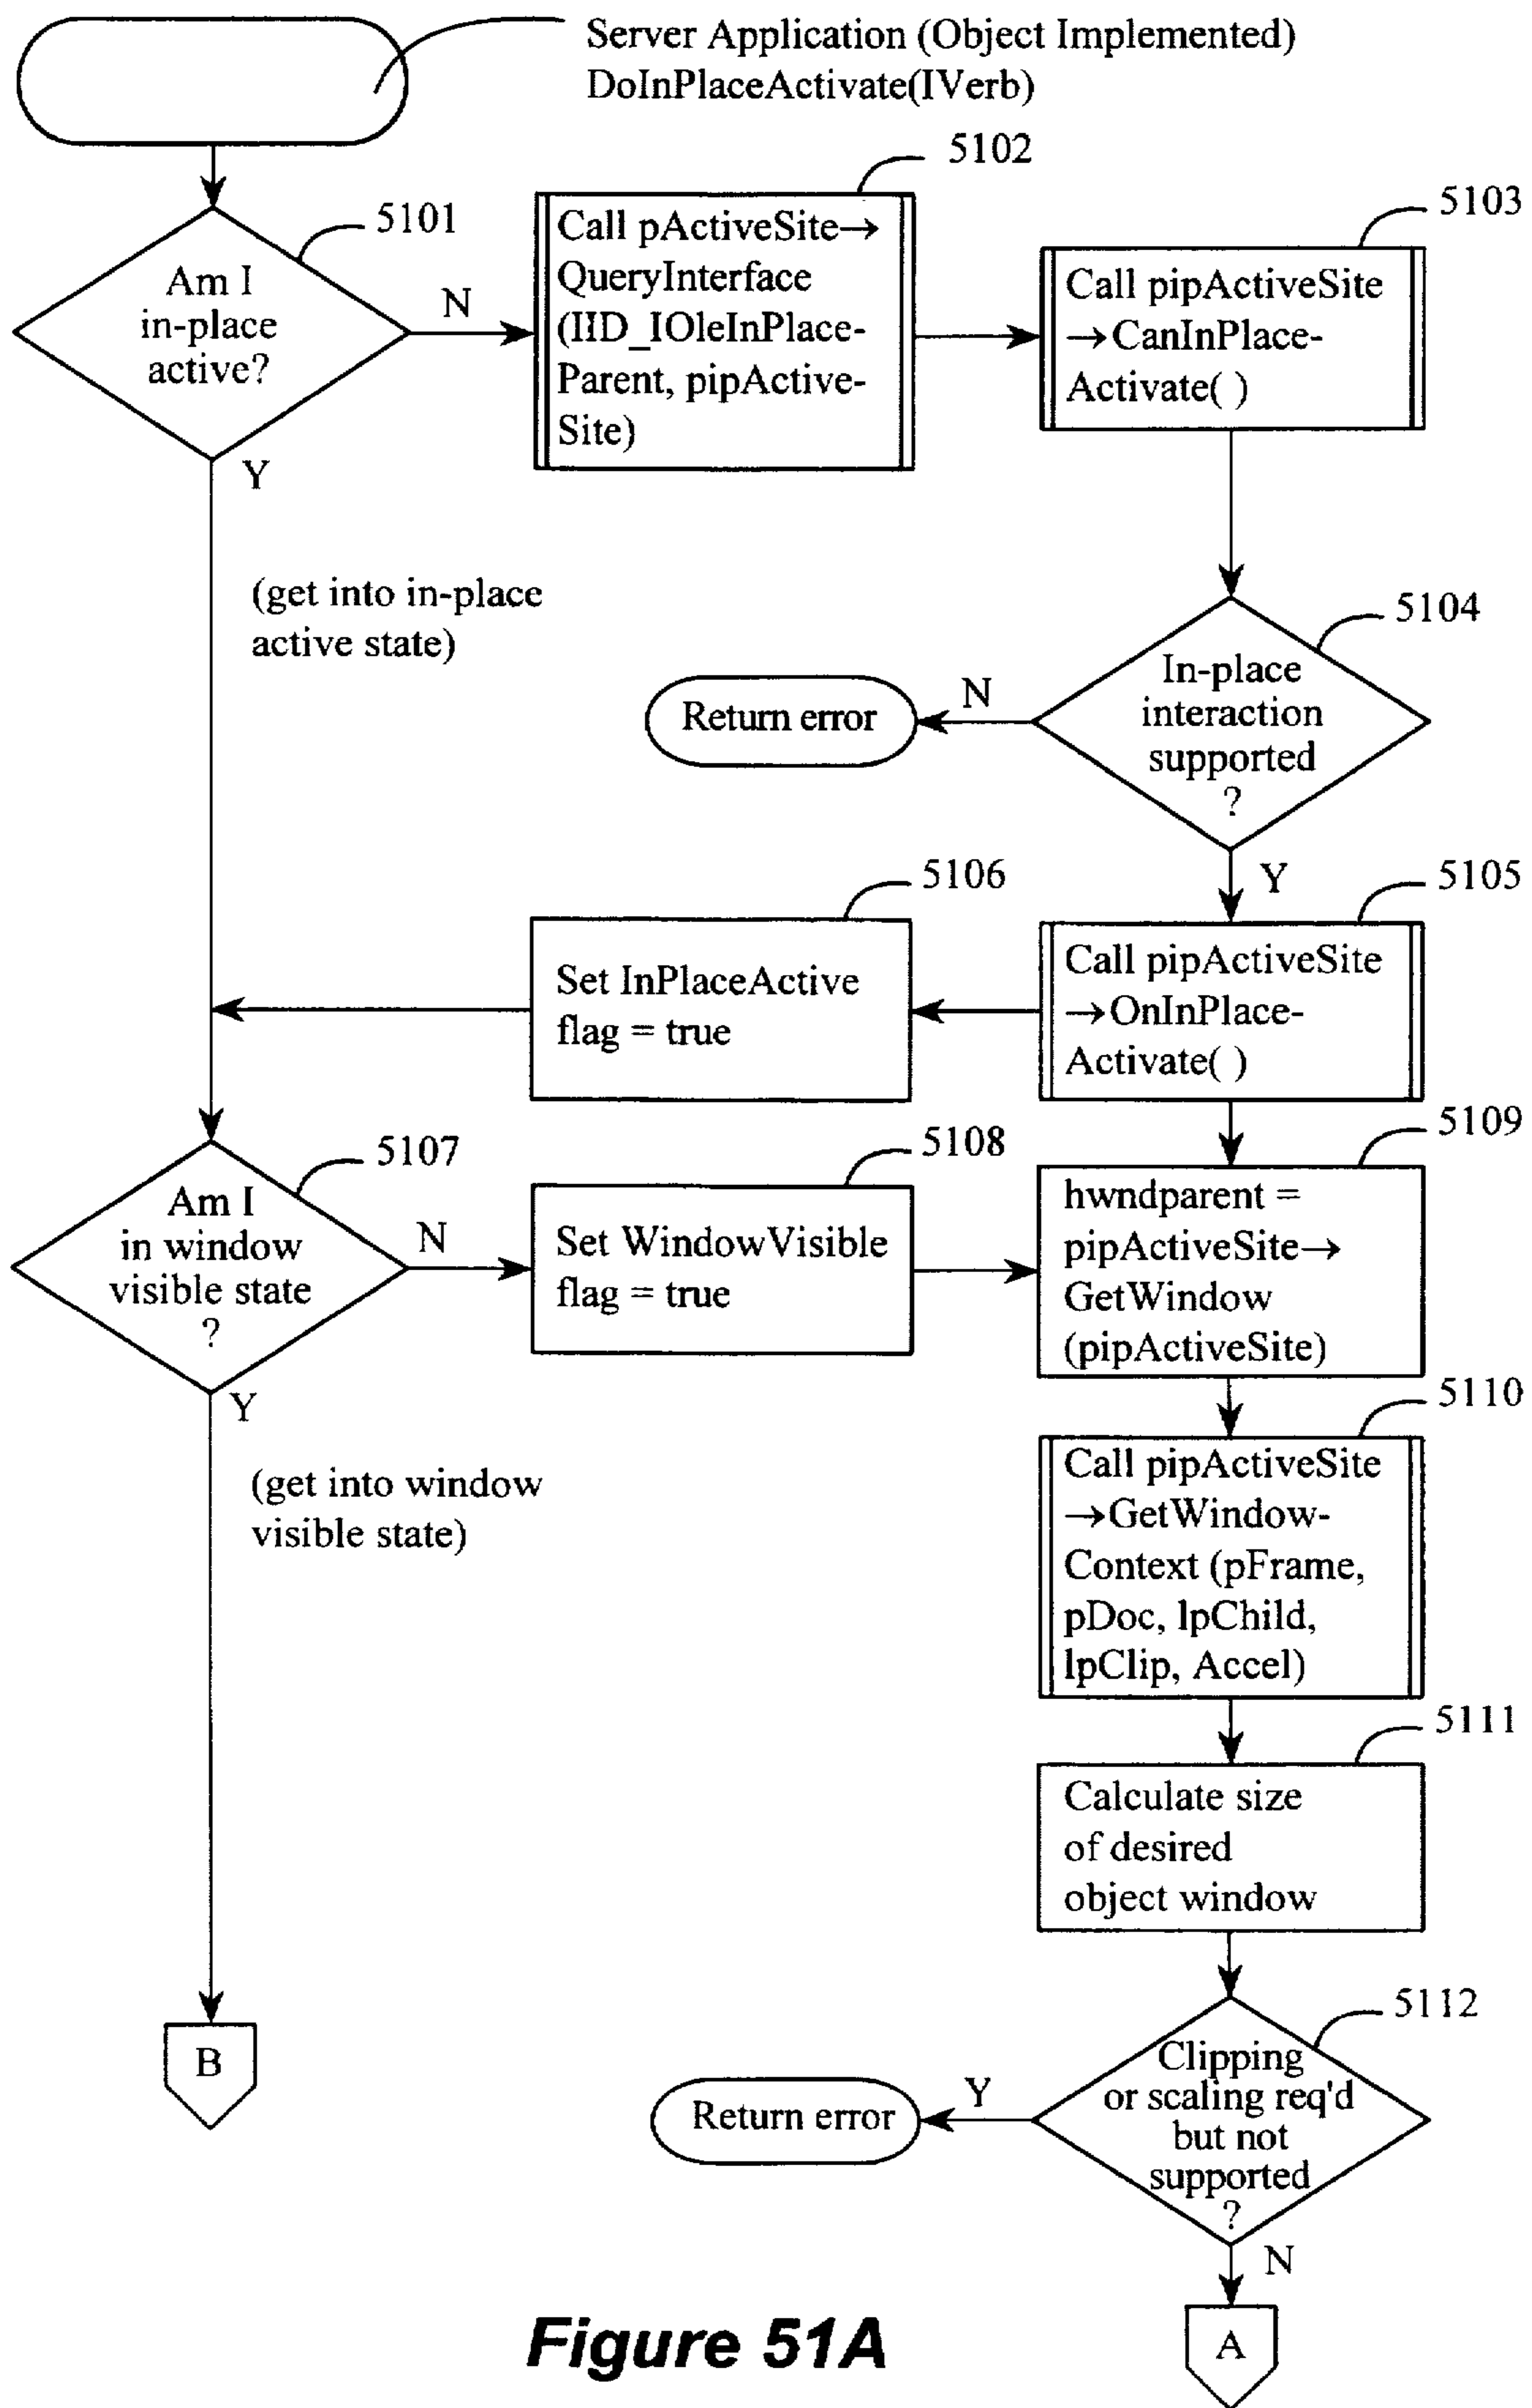 Server Application (Object Implemented)
DoInPlaceActivate(IVerb)
5101
Am I
in-place
active?
N
Y
5102
Call pActiveSite→
QueryInterface
(IID_IOleInPlace-
Parent, pipActive-
Site)
5103
Call pipActiveSite
→CanInPlace-
Activate( )
(get into in-place
active state)
5104
In-place
interaction
supported
?
N
Return error
Y
5105
Call pipActiveSite
→OnInPlace-
Activate( )
5106
Set InPlaceActive
flag = true
5107
Am I
in window
visible state
?
N
Y
5108
Set WindowVisible
flag = true
5109
hwndparent =
pipActiveSite→
GetWindow
(pipActiveSite)
(get into window
visible state)
5110
Call pipActiveSite
→GetWindow-
Context (pFrame,
pDoc, lpChild,
lpClip, Accel)
5111
Calculate size
of desired
object window
5112
Clipping
or scaling req'd
but not
supported
?
Y
Return error
N
B
A
Figure 51A